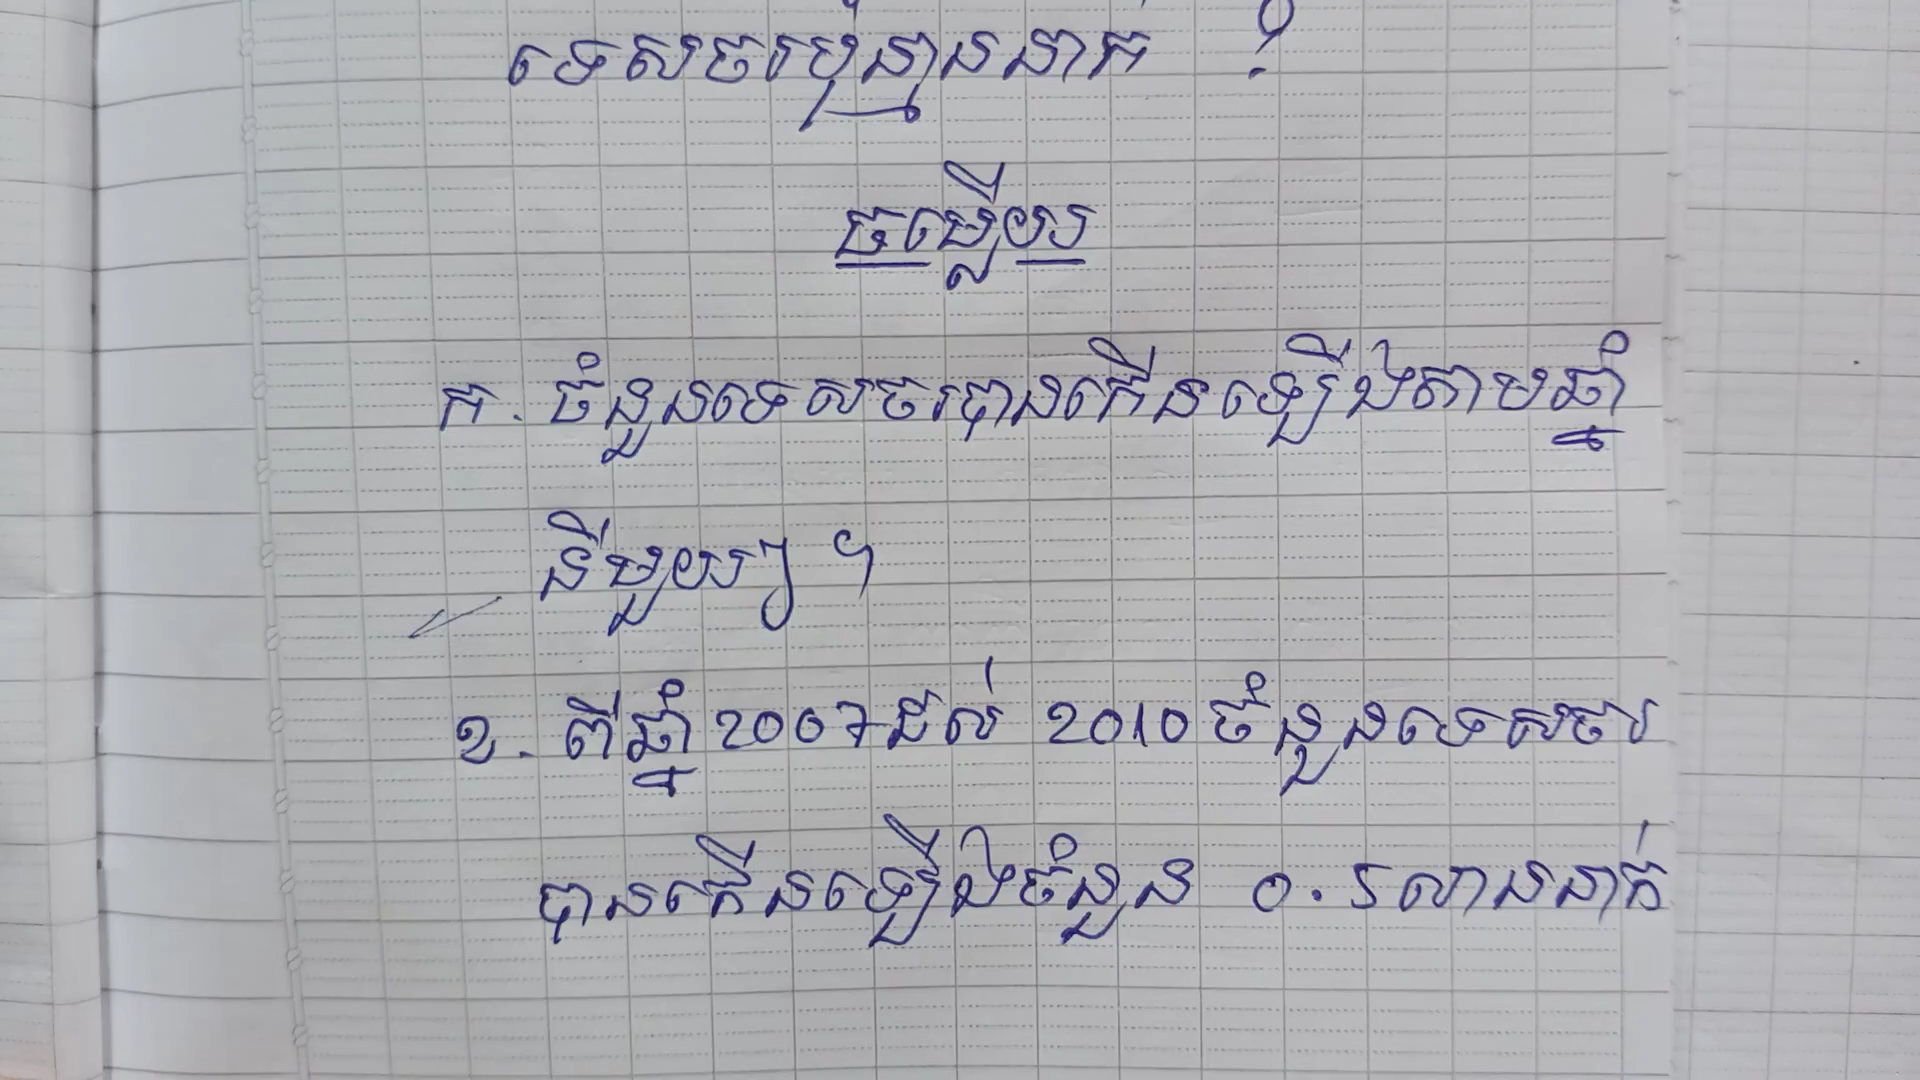 ទេសចរប៉ុន្មាននាក់ ?
ចម្លើយ
ក. ចំនួនទេសចរបានកើនឡើងតាមឆ្នាំ
នីមួយៗ ។
ខ. ពីឆ្នាំ 2007 ដល់ 2010 ចំនួនទេសចរ
បានកើនឡើងចំនួន 0.5 លាននាក់